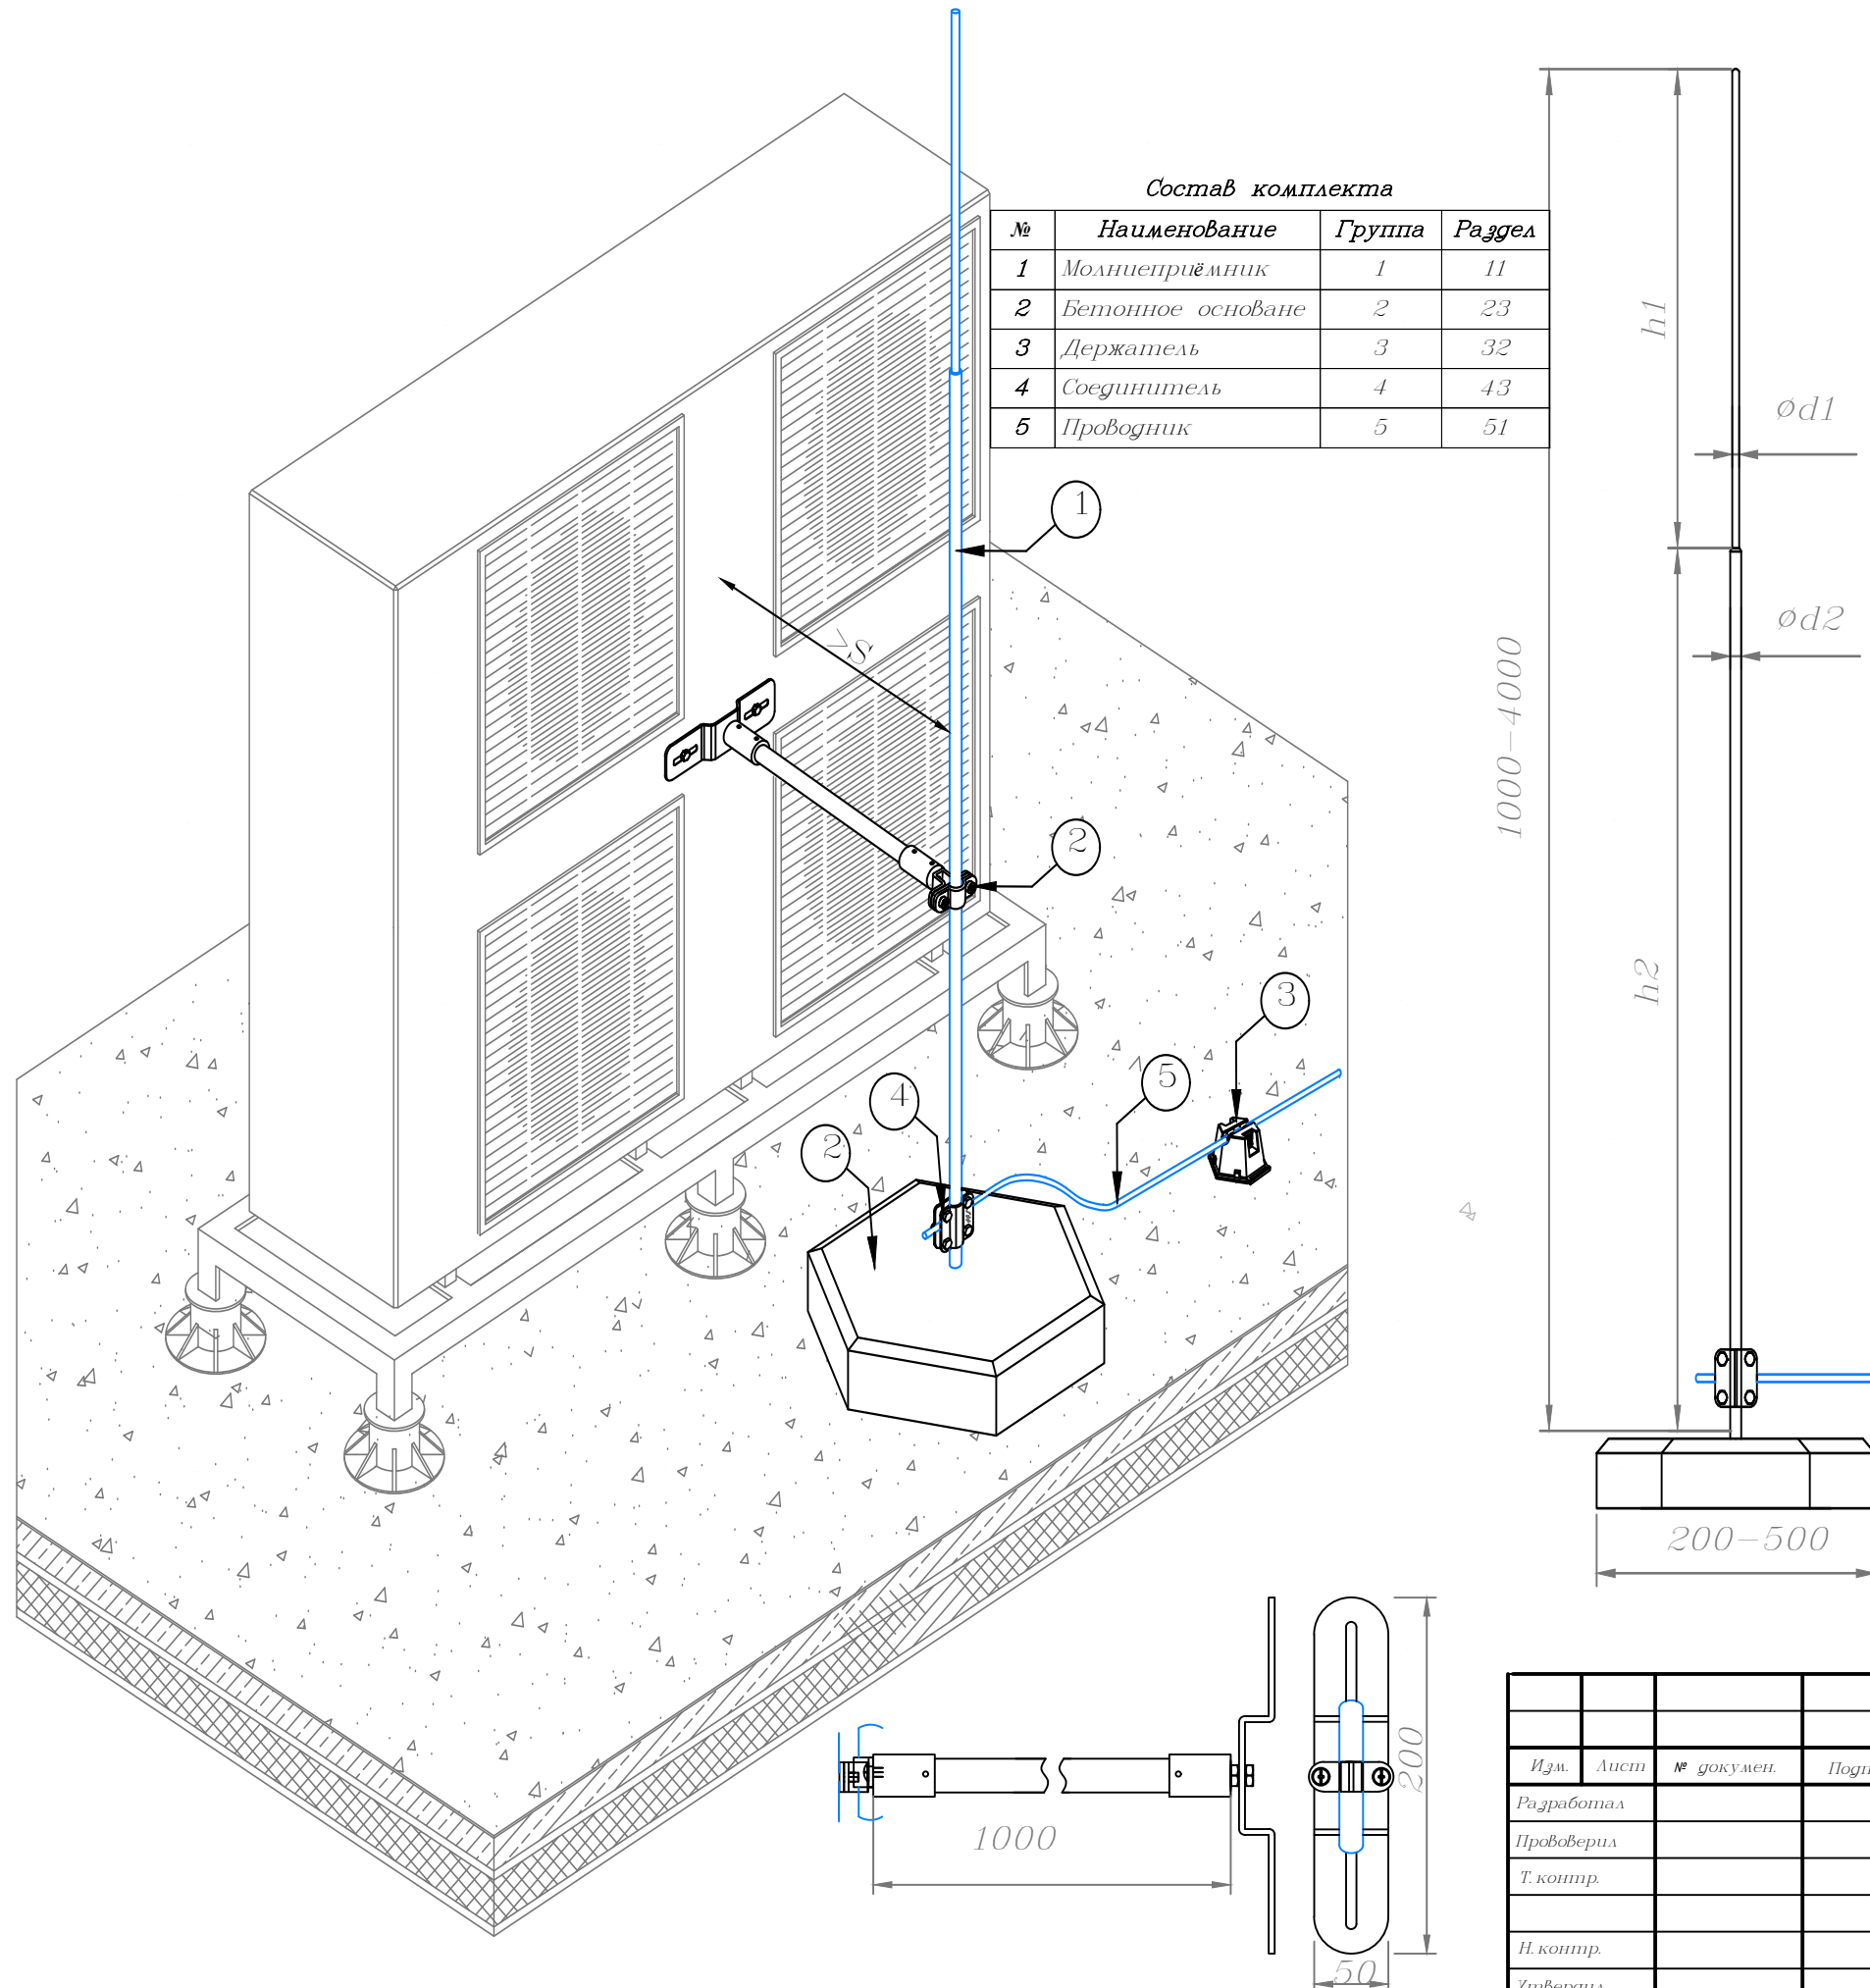 Состав комплекта
№ Наименование Группа Раздел
1 Молниеприёмник 1 11
2 Бетонное основане 2 23
3 Держатель 3 32
4 Соединитель 4 43
5 Проводник 5 51
h1
ød1
1
ød2
>S
1000-4000
2
h2
3
5
4
2
200-500
200
1000
50
Изм. Лист № докумен.
Разработал
Прововерил
Т. контр.
Н. контр.